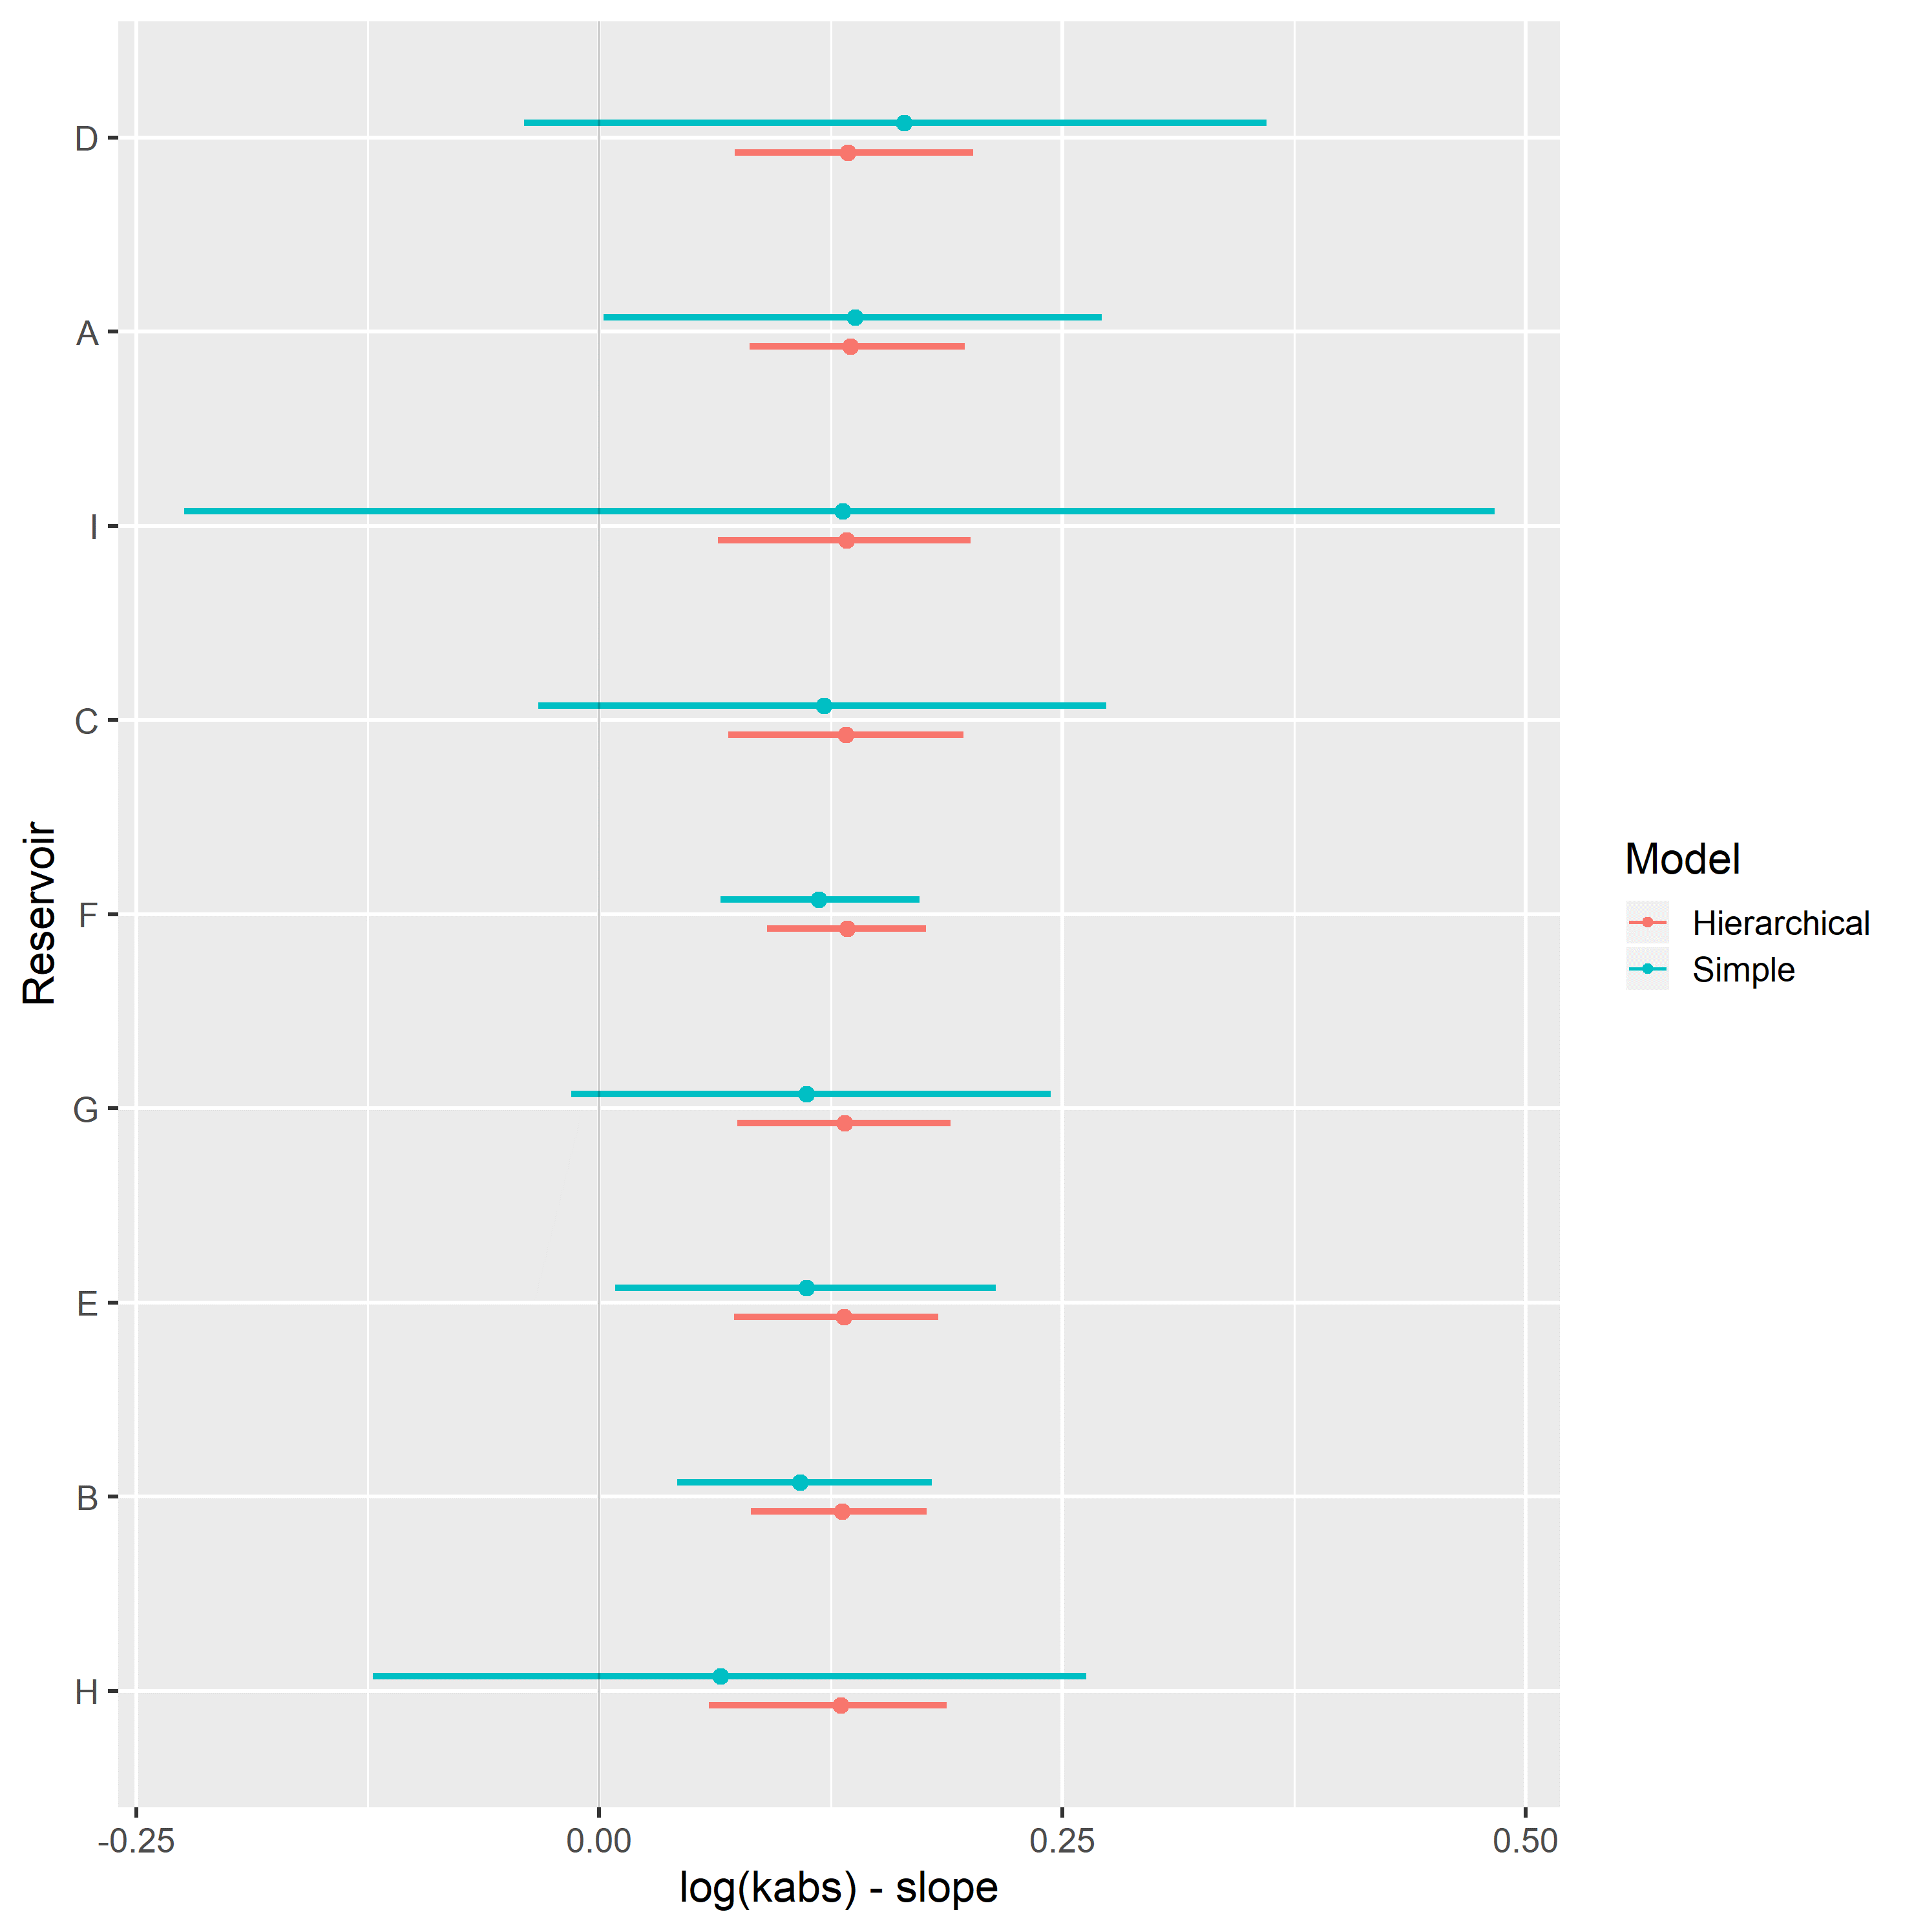 D
A
I
C
F
G
E
B
H
Reservoir
-0.25
0.00
0.25
0.50
log(kabs) - slope
Model
Hierarchical
Simple